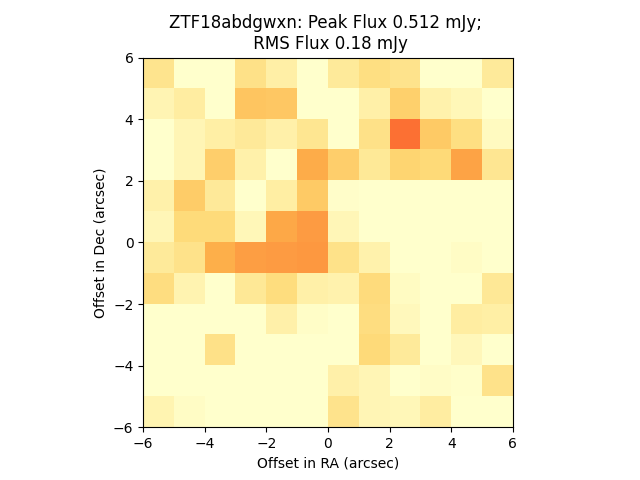 ZTF18abdgwxn: Peak Flux 0.512 mJy;
RMS Flux 0.18 mJy
6
4
2
0
−2
−4
−6
Offset in Dec (arcsec)
−6 −4 −2 0 2 4 6
Offset in RA (arcsec)